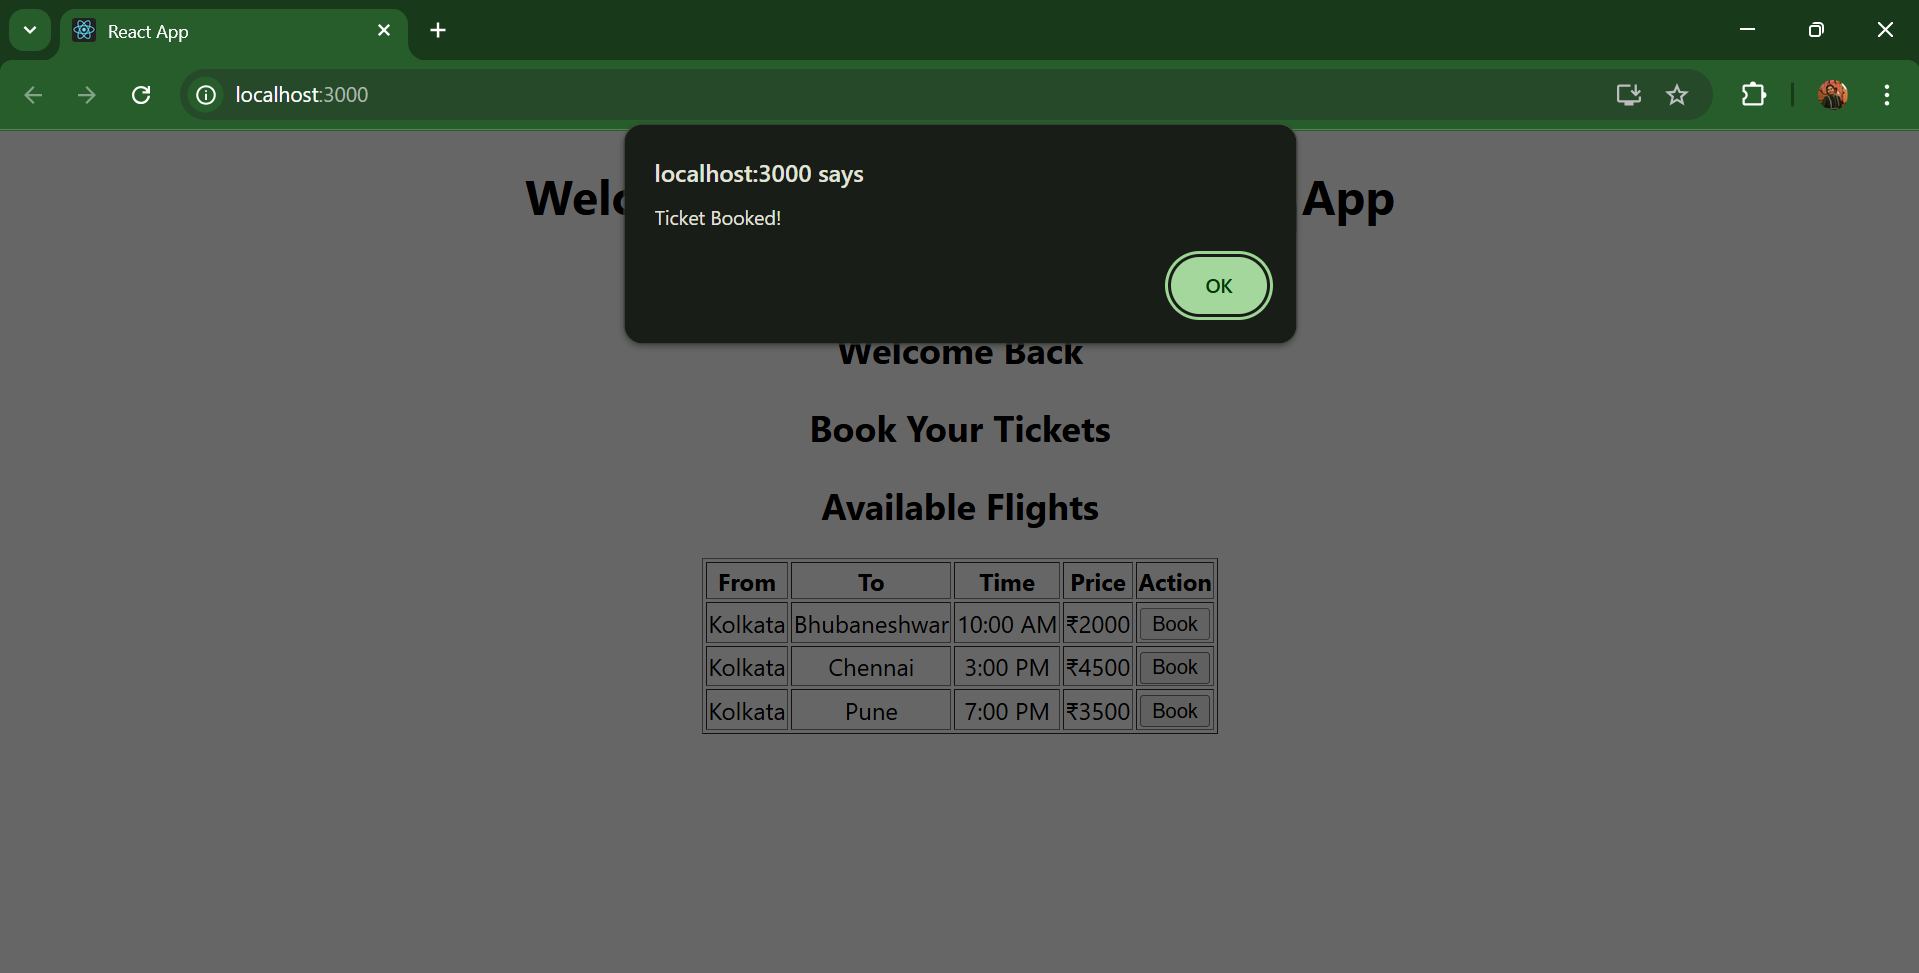 React App
localhost:3000
localhost:3000 says
Ticket Booked!
OK
App
Welcome Back
Book Your Tickets
Available Flights
From To Time Price Action
Kolkata Bhubaneshwar 10:00 AM ₹2000 Book
Kolkata Chennai 3:00 PM ₹4500 Book
Kolkata Pune 7:00 PM ₹3500 Book